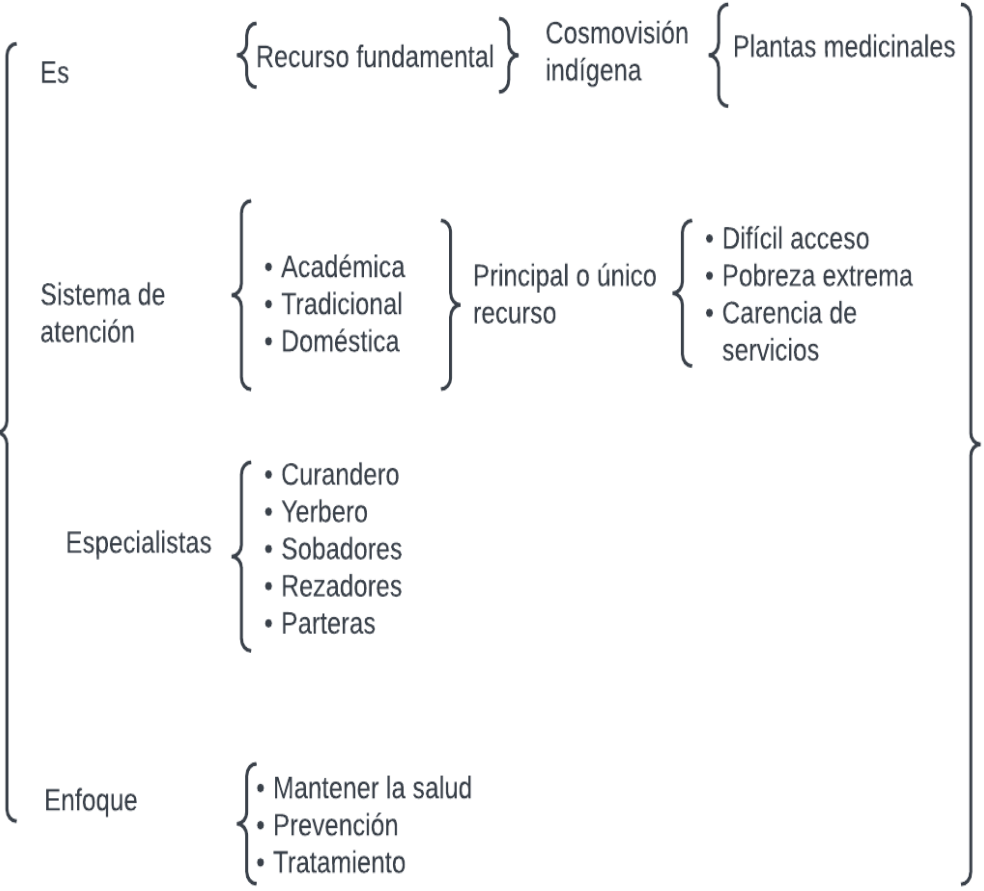 Es
Recurso fundamental
Cosmovisión
indígena
Plantas medicinales
Sistema de
atención
• Académica
• Tradicional
• Doméstica
Principal o único
recurso
• Difícil acceso
• Pobreza extrema
• Carencia de
servicios
Especialistas
• Curandero
• Yerbero
• Sobadores
• Rezadores
• Parteras
Enfoque
• Mantener la salud
• Prevención
• Tratamiento